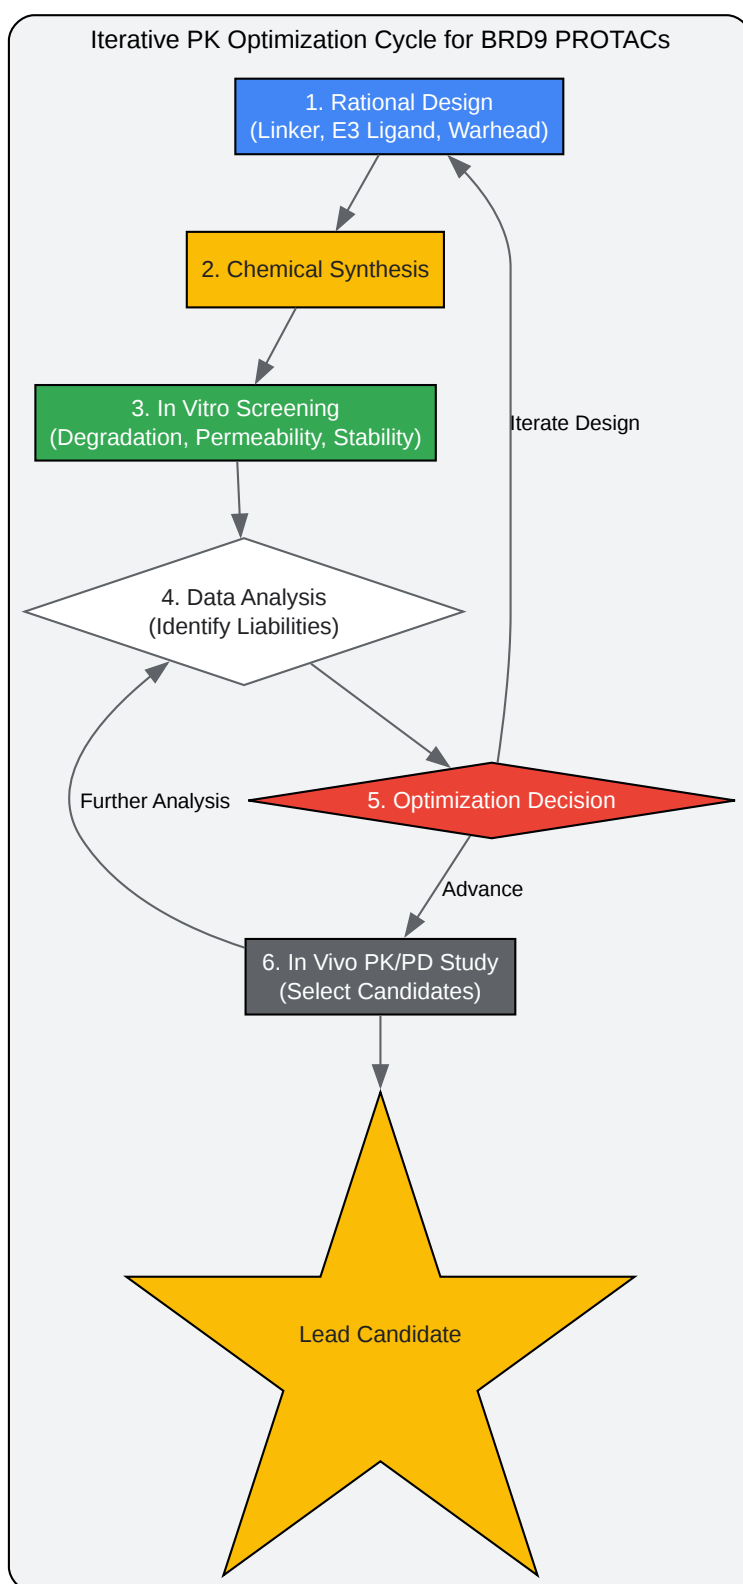 Iterative PK Optimization Cycle for BRD9 PROTACs
1. Rational Design
(Linker, E3 Ligand, Warhead)
2. Chemical Synthesis
3. In Vitro Screening
(Degradation, Permeability, Stability)
Iterate Design
4. Data Analysis
(Identify Liabilities)
Further Analysis
5. Optimization Decision
Advance
6. In Vivo PK/PD Study
(Select Candidates)
Lead Candidate